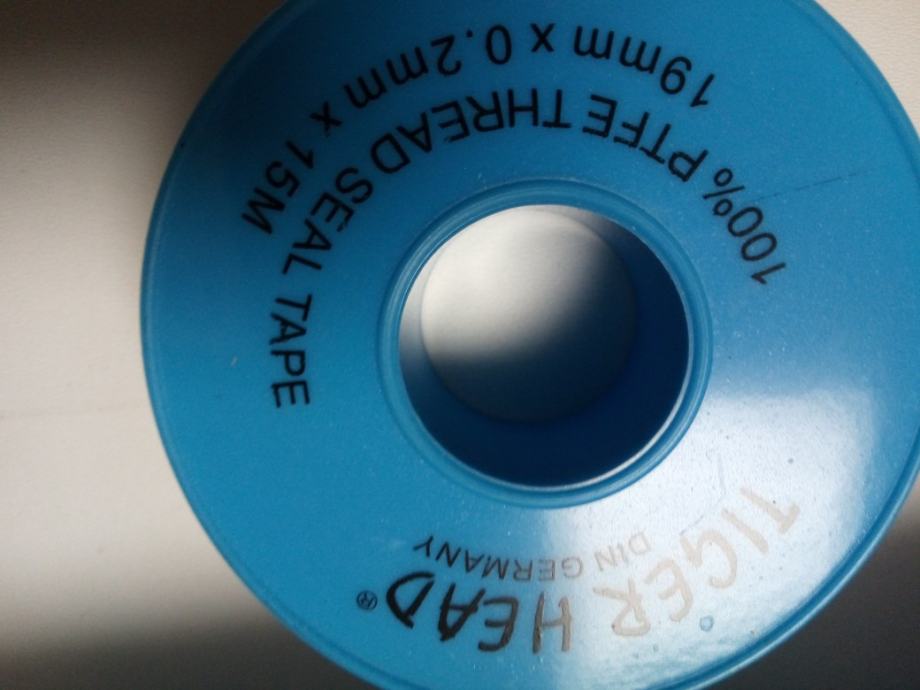 TIGER HEAD®
DIN GERMANY
100% PTFE THREAD SEAL TAPE
19mm x 0.2mm x 15M